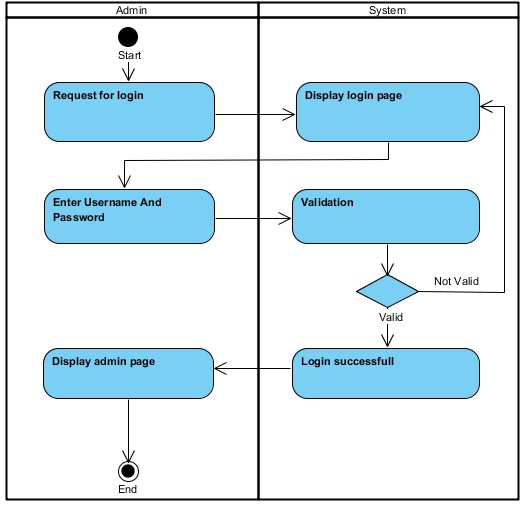 Admin
System
Start
Request for login
Display login page
Enter Username And
Password
Validation
Not Valid
Valid
Display admin page
Login successfull
End